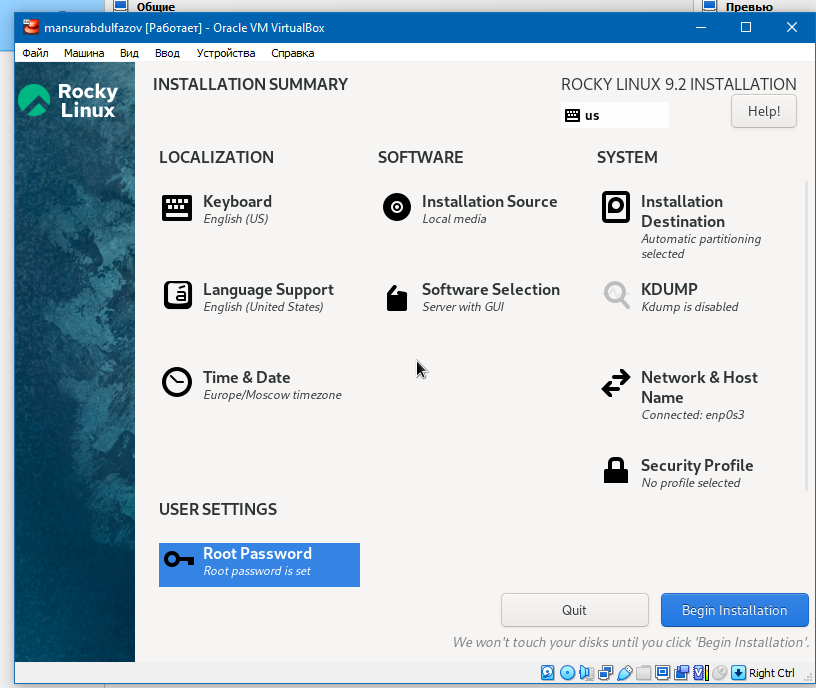 Общие
Превью
mansurabdulfazov [Работает] - Oracle VM VirtualBox
Файл Машина Вид Ввод Устройства Справка
Rocky
Linux
INSTALLATION SUMMARY
ROCKY LINUX 9.2 INSTALLATION
us
Help!
LOCALIZATION
Keyboard
English (US)
Language Support
English (United States)
Time & Date
Europe/Moscow timezone
SOFTWARE
Installation Source
Local media
Software Selection
Server with GUI
SYSTEM
Installation
Destination
Automatic partitioning
selected
KDUMP
Kdump is disabled
Network & Host
Name
Connected: enp0s3
Security Profile
No profile selected
USER SETTINGS
Root Password
Root password is set
Quit
Begin Installation
We won't touch your disks until you click 'Begin Installation'.
Right Ctrl